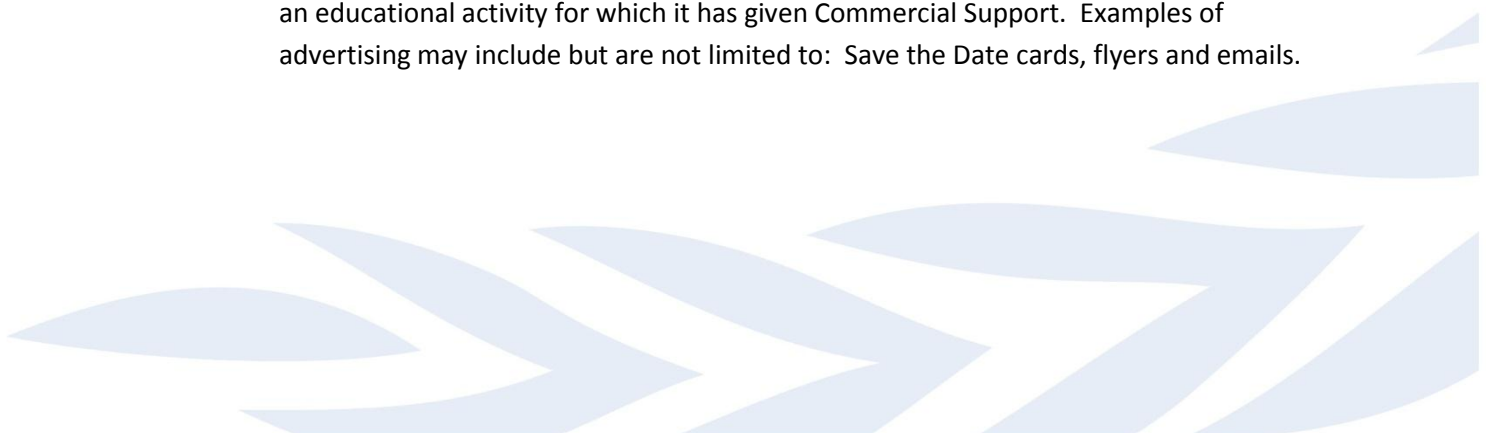 an educational activity for which it has given Commercial Support.  Examples of
advertising may include but are not limited to:  Save the Date cards, flyers and emails.